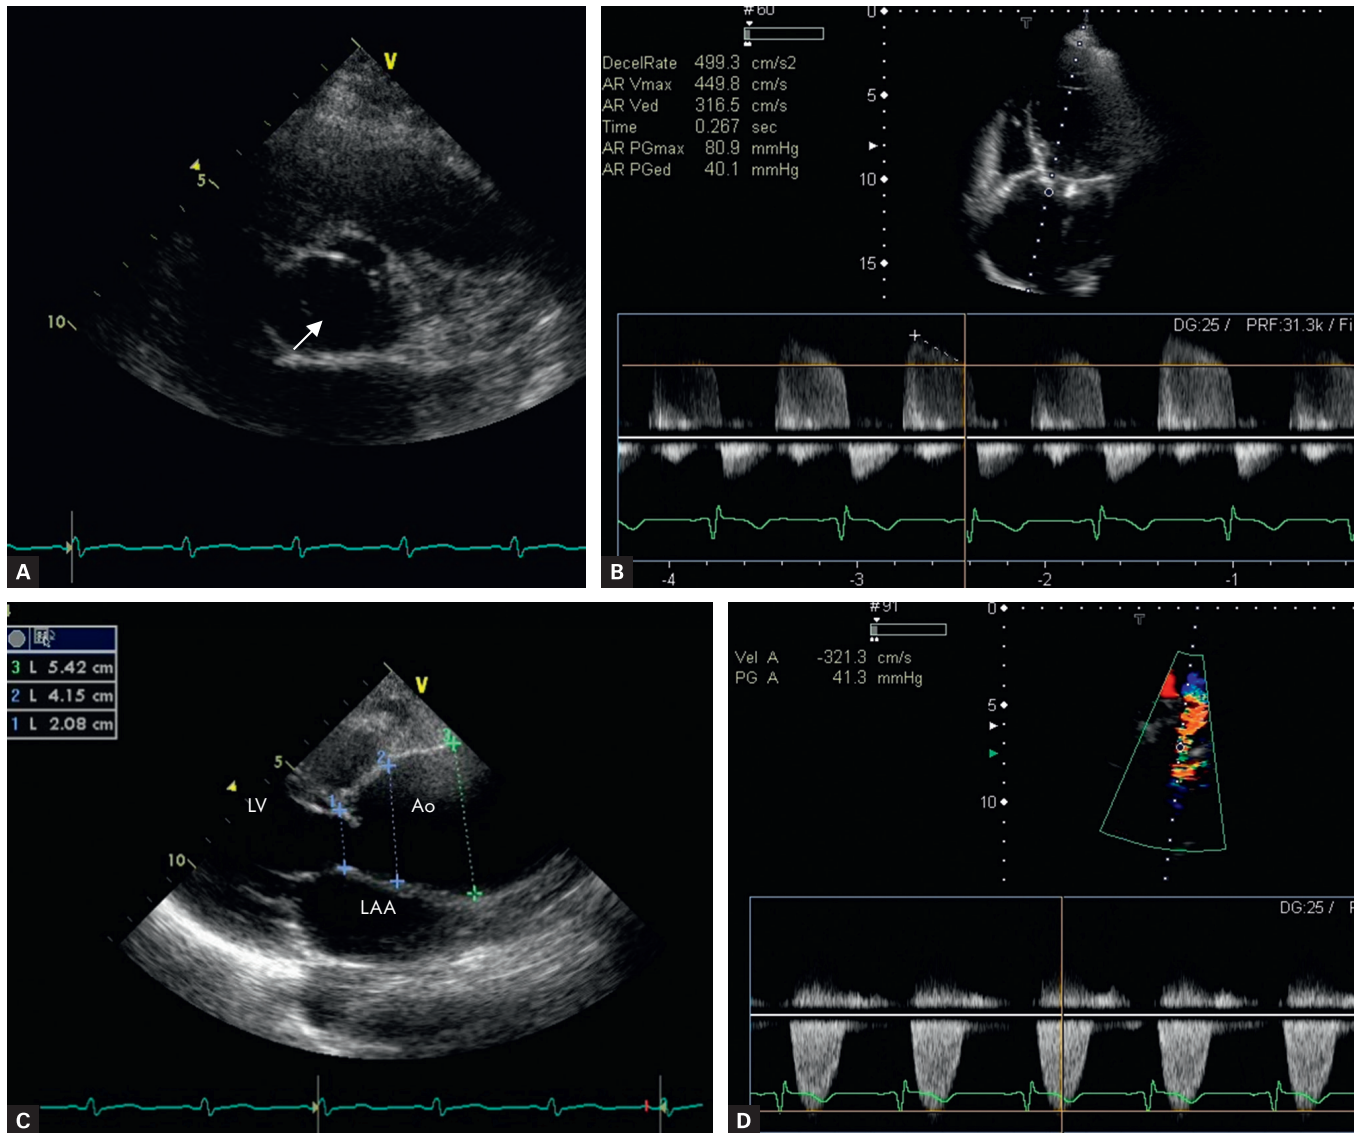 V
5
10
A
#60
DecelRate 499.3 cm/s2
AR Vmax 449.8 cm/s
AR Ved 316.5 cm/s
Time 0.267 sec
AR PGmax 80.9 mmHg
AR PGed 40.1 mmHg
T
0
5
10
15
DG:25 / PRF:31.3k / Fi
-4 -3 -2 -1
B
3 L 5.42 cm
2 L 4.15 cm
1 L 2.08 cm
V
5
10
1
2
3
LV
Ao
LAA
C
#91
Vel A -321.3 cm/s
PG A 41.3 mmHg
T
0
5
10
DG:25 /
D